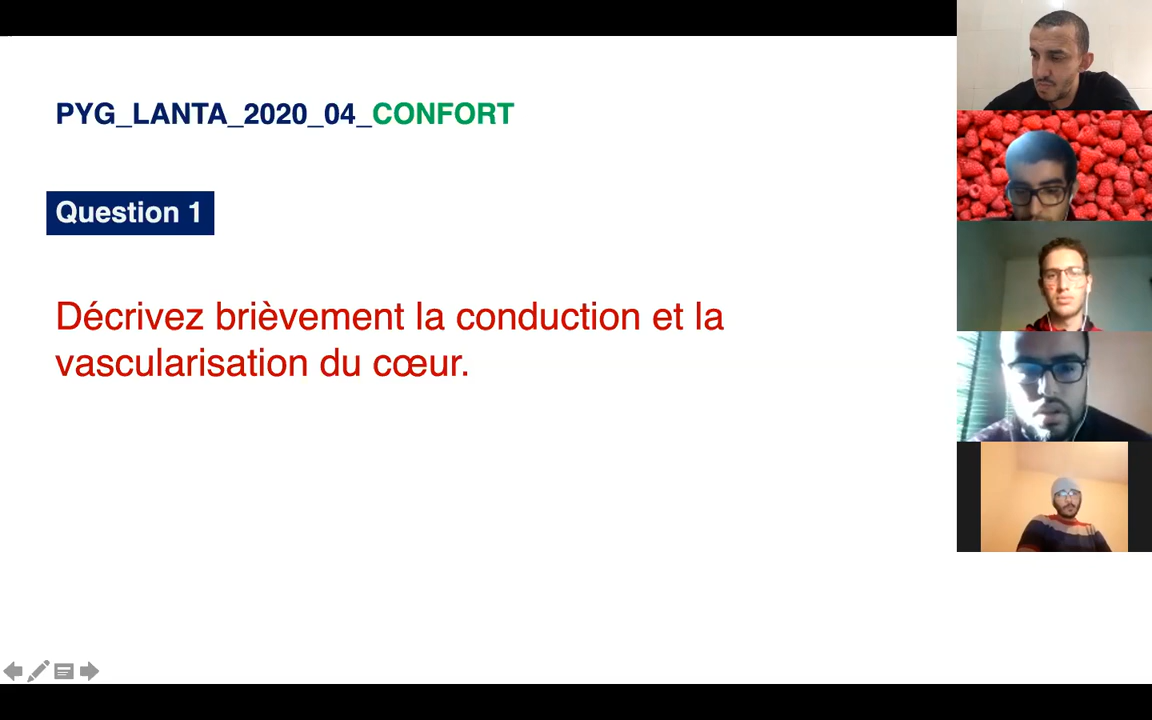 PYG_LANTA_2020_04_CONFORT
Question 1
Décrivez brièvement la conduction et la
vascularisation du cœur.